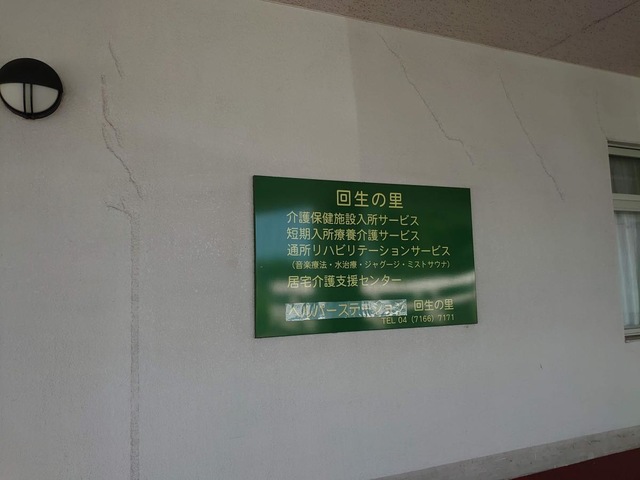 回生の里
介護保健施設入所サービス
短期入所療養介護サービス
通所リハビリテーションサービス
（音楽療法・水治療・ジャグージ・ミストサウナ）
居宅介護支援センター
ヘルパーステーション 回生の里
TEL 04（7166）7171